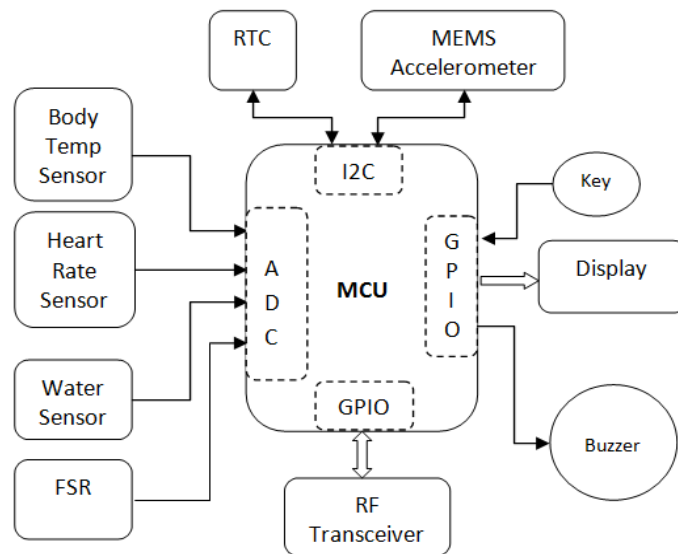 RTC
MEMS
Accelerometer
Body
Temp
Sensor
I2C
Key
Heart
Rate
Sensor
A
D
C
MCU
G
P
I
O
Display
Water
Sensor
GPIO
Buzzer
FSR
RF
Transceiver